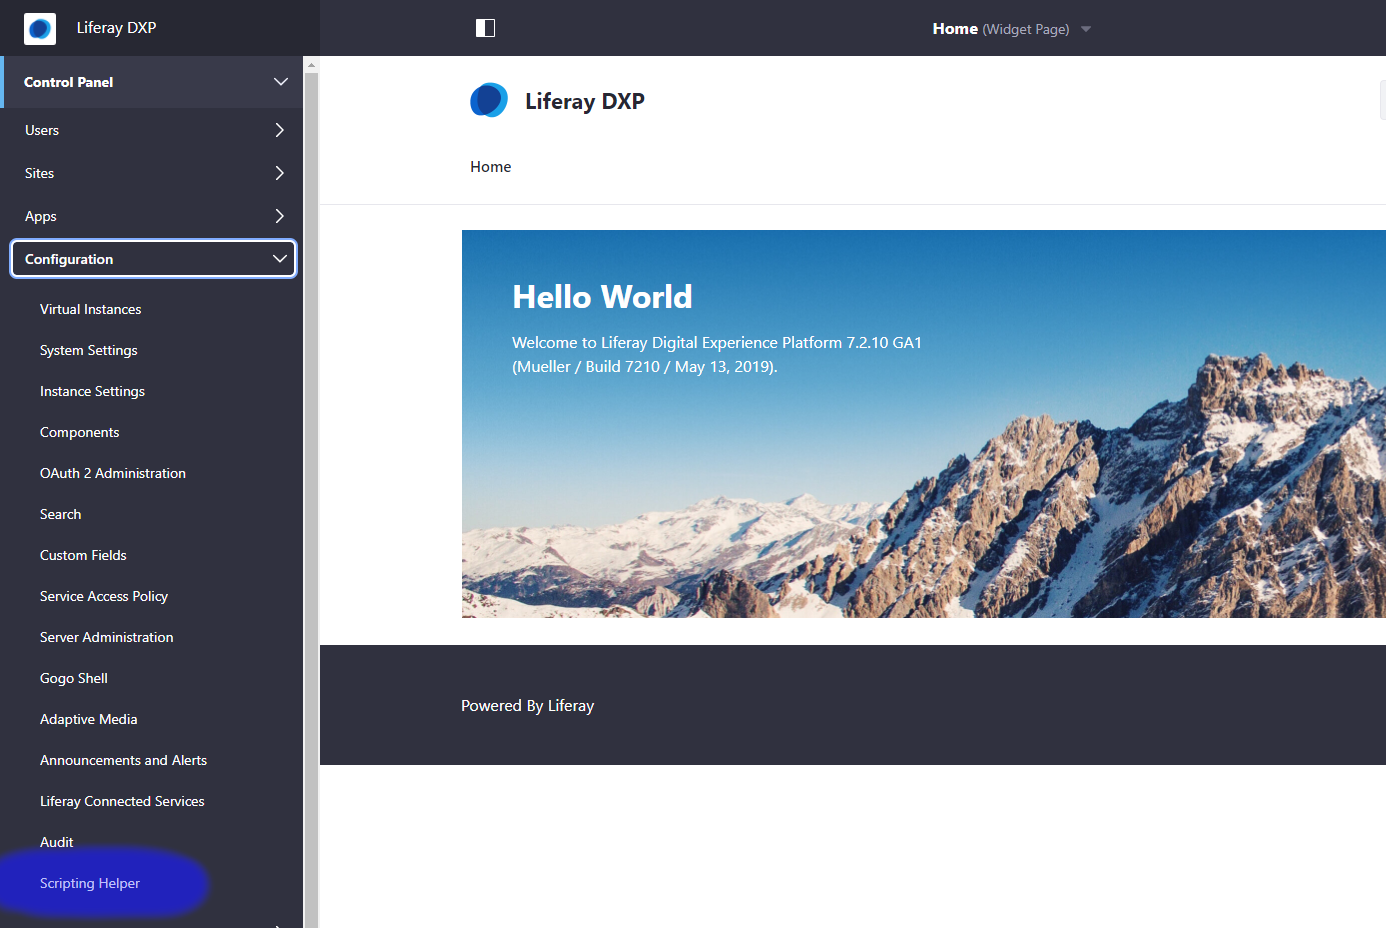 Liferay DXP
Home (Widget Page)
Control Panel
Users
Sites
Apps
Configuration
Virtual Instances
System Settings
Instance Settings
Components
OAuth 2 Administration
Search
Custom Fields
Service Access Policy
Server Administration
Gogo Shell
Adaptive Media
Announcements and Alerts
Liferay Connected Services
Audit
Scripting Helper
Liferay DXP
Home
Hello World
Welcome to Liferay Digital Experience Platform 7.2.10 GA1
(Mueller / Build 7210 / May 13, 2019).
Powered By Liferay